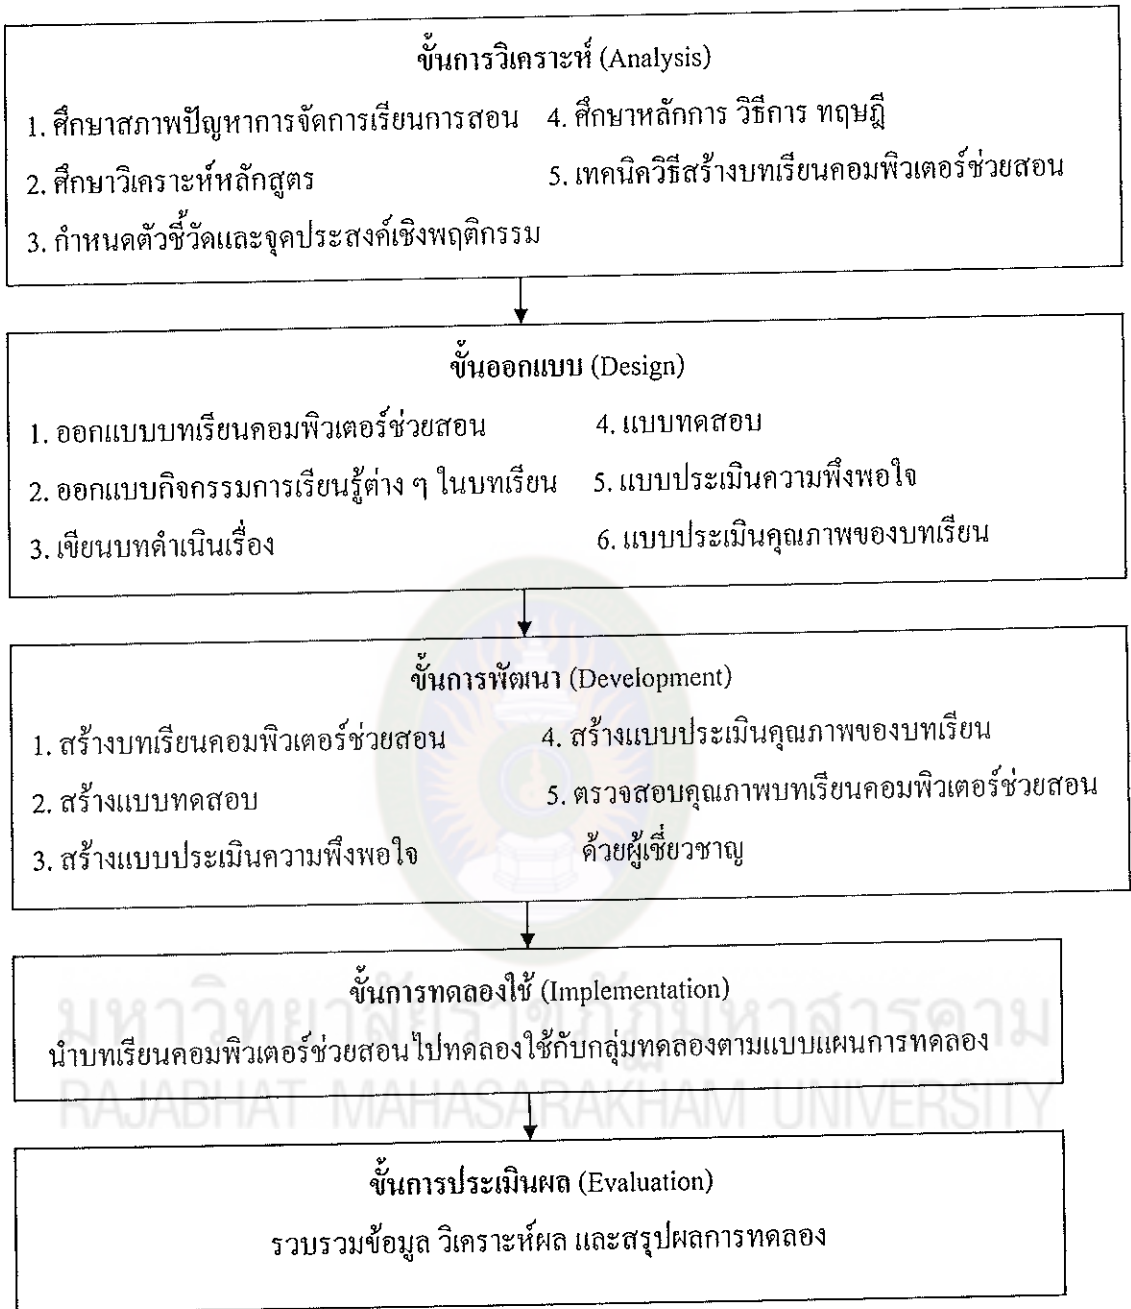 ขั้นการวิเคราะห์ (Analysis)
1. ศึกษาสภาพปัญหาการจัดการเรียนการสอน
2. ศึกษาวิเคราะห์หลักสูตร
3. กำหนดตัวชี้วัดและจุดประสงค์เชิงพฤติกรรม
4. ศึกษาหลักการ วิธีการ ทฤษฎี
5. เทคนิควิธีสร้างบทเรียนคอมพิวเตอร์ช่วยสอน
ขั้นออกแบบ (Design)
1. ออกแบบบทเรียนคอมพิวเตอร์ช่วยสอน
2. ออกแบบกิจกรรมการเรียนรู้ต่าง ๆ ในบทเรียน
3. เขียนบทดำเนินเรื่อง
4. แบบทดสอบ
5. แบบประเมินความพึงพอใจ
6. แบบประเมินคุณภาพของบทเรียน
ขั้นการพัฒนา (Development)
1. สร้างบทเรียนคอมพิวเตอร์ช่วยสอน
2. สร้างแบบทดสอบ
3. สร้างแบบประเมินความพึงพอใจ
4. สร้างแบบประเมินคุณภาพของบทเรียน
5. ตรวจสอบคุณภาพบทเรียนคอมพิวเตอร์ช่วยสอน
ด้วยผู้เชี่ยวชาญ
ขั้นการทดลองใช้ (Implementation)
มหาวิทยาลัยราชภัฏมหาสารคาม
นำบทเรียนคอมพิวเตอร์ช่วยสอนไปทดลองใช้กับกลุ่มทดลองตามแบบแผนการทดลอง
RAJABHAT MAHASARAKHAM UNIVERSITY
ขั้นการประเมินผล (Evaluation)
รวบรวมข้อมูล วิเคราะห์ผล และสรุปผลการทดลอง